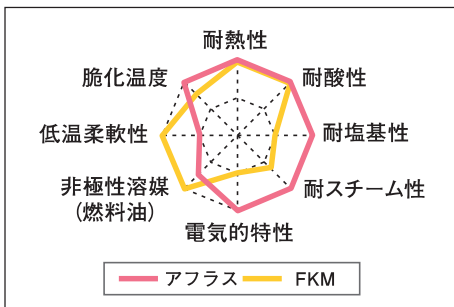 耐熱性
脆化温度
耐酸性
低温柔軟性
耐塩基性
非極性溶媒
(燃料油)
耐スチーム性
電気的特性
アフラス
FKM